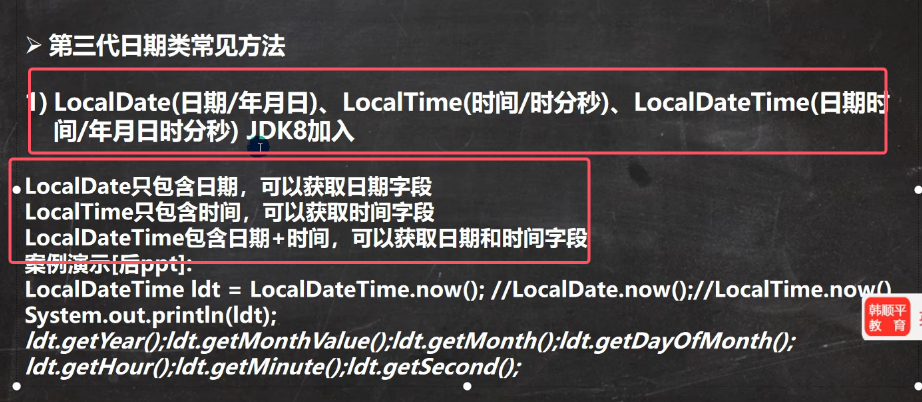 ➢ 第三代日期类常见方法
1) LocalDate(日期/年月日)、LocalTime(时间/时分秒)、LocalDateTime(日期时
间/年月日时分秒) JDK8加入
LocalDate只包含日期，可以获取日期字段
LocalTime只包含时间，可以获取时间字段
LocalDateTime包含日期+时间，可以获取日期和时间字段
案例演示[后ppt]:
LocalDateTime ldt = LocalDateTime.now(); //LocalDate.now();//LocalTime.now()
System.out.println(ldt);
ldt.getYear();ldt.getMonthValue();ldt.getMonth();ldt.getDayOfMonth();
ldt.getHour();ldt.getMinute();ldt.getSecond();
韩顺平
教育